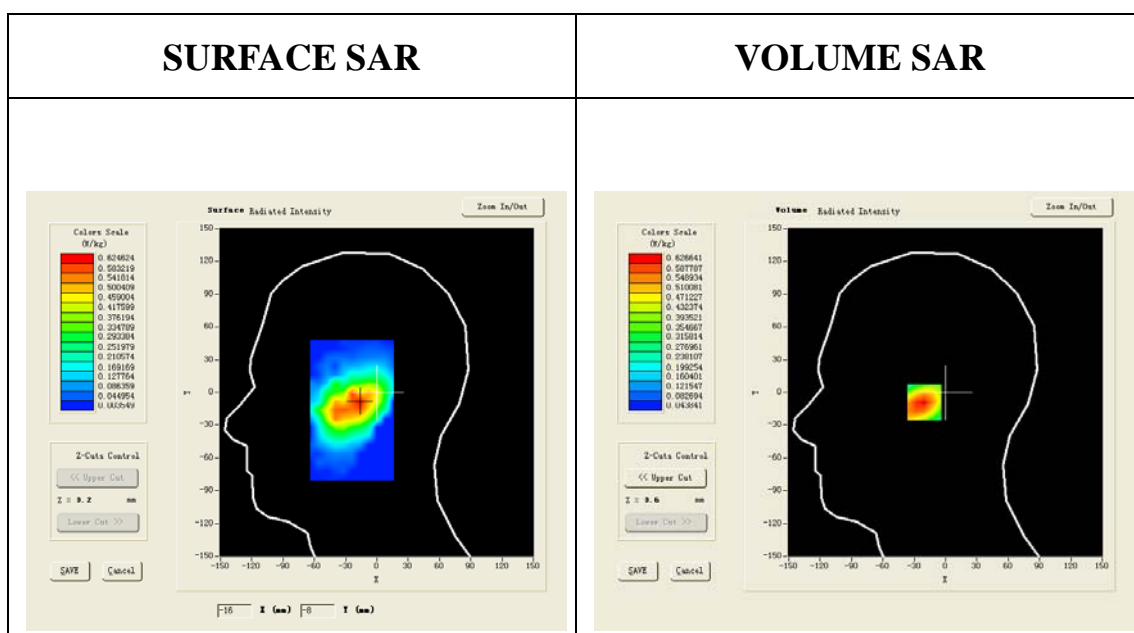 SURFACE SAR
VOLUME SAR
Surface Radiated Intensity
Zoom In/Out
Colors Scale
(W/kg)
0.624624
0.583219
0.541814
0.500409
0.459004
0.417599
0.376194
0.334789
0.293384
0.251979
0.210574
0.169169
0.127764
0.086359
0.044954
0.003549
150
120
90
60
30
0
-30
-60
-90
-120
-150
Y
-150 -120 -90 -60 -30 0 30 60 90 120 150
X
Z-Cuts Control
<< Upper Cut
mm
Lower Cut >>
SAVE Cancel
-16 X (mm) -8 Y (mm)
Volume Radiated Intensity
Zoom In/Out
Colors Scale
(W/kg)
0.626641
0.587787
0.548934
0.510081
0.471227
0.432374
0.393521
0.354667
0.315814
0.276961
0.238107
0.199254
0.160401
0.121547
0.082694
0.043841
150
120
90
60
30
0
-30
-60
-90
-120
-150
Y
-150 -120 -90 -60 -30 0 30 60 90 120 150
X
Z-Cuts Control
<< Upper Cut
mm
Lower Cut >>
SAVE Cancel